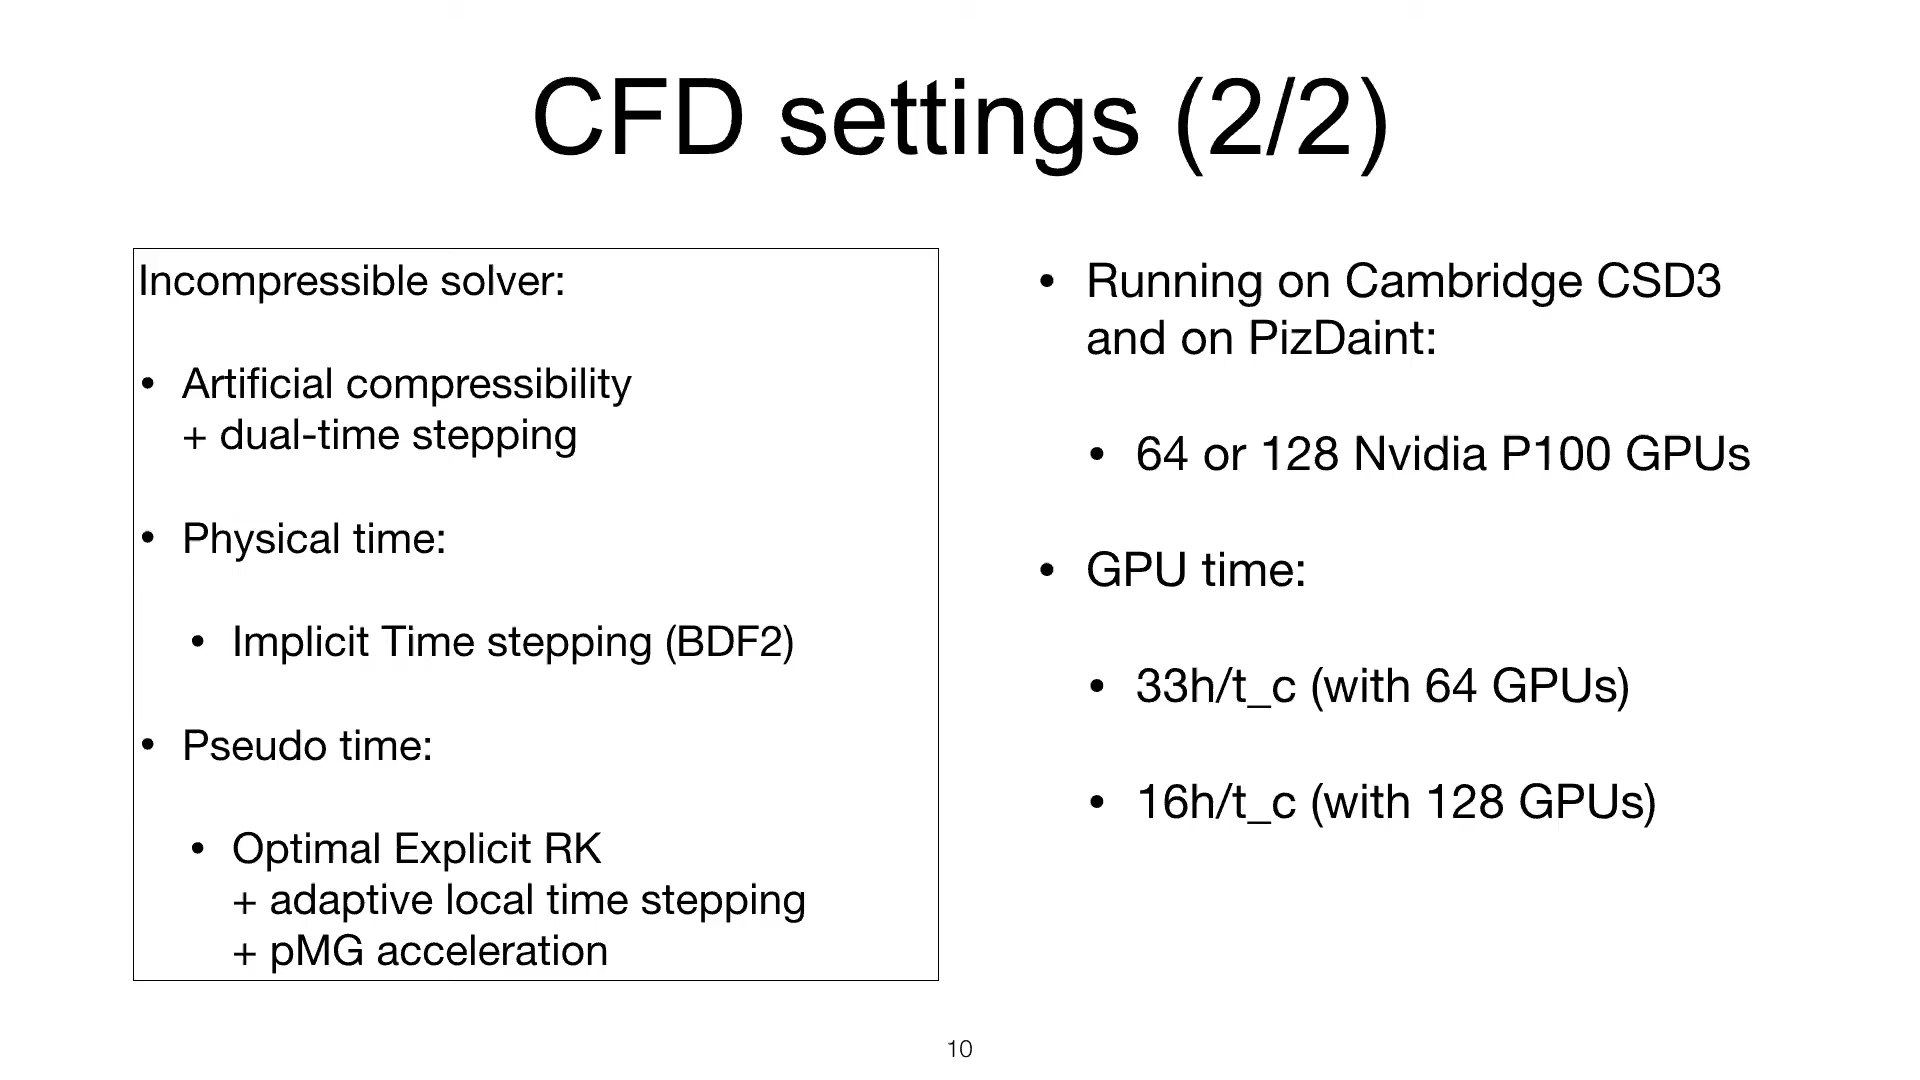 CFD settings (2/2)
Incompressible solver:
• Artificial compressibility
+ dual-time stepping
• Physical time:
• Implicit Time stepping (BDF2)
• Pseudo time:
• Optimal Explicit RK
+ adaptive local time stepping
+ pMG acceleration
• Running on Cambridge CSD3
and on PizDaint:
• 64 or 128 Nvidia P100 GPUs
• GPU time:
• 33h/t_c (with 64 GPUs)
• 16h/t_c (with 128 GPUs)
10